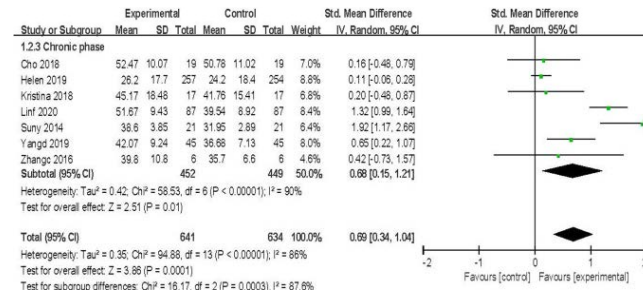 Experimental Control Std. Mean Difference Std. Mean Difference
Study or Subgroup Mean SD Total Mean SD Total Weight IV, Random, 95% CI IV, Random, 95% CI
1.2.3 Chronic phase
Cho 2018 52.47 10.07 19 50.78 11.02 19 7.0% 0.16 (-0.48, 0.79]
Helen 2019 26.2 17.7 257 24.2 18.4 254 8.6% 0.11 (-0.06, 0.28]
Kristina 2018 45.17 18.48 17 41.76 15.41 17 6.8% 0.20 (-0.48, 0.87]
Linf 2020 51.67 9.43 87 39.54 8.92 87 8.2% 1.32 (0.99, 1.64]
Suny 2014 38.6 3.85 21 31.95 2.89 21 6.5% 1.92 (1.17, 2.66]
Yangd 2019 42.07 9.24 45 36.68 7.13 45 7.8% 0.65 (0.22, 1.07]
Zhangc 2016 39.8 10.8 6 35.7 6.6 6 5.0% 0.42 (-0.73, 1.57]
Subtotal (95% CI) 452 449 50.0% 0.68 (0.15, 1.21]
Heterogeneity: Tau² = 0.42; Chi² = 58.53, df = 6 (P < 0.00001); I² = 90%
Test for overall effect: Z = 2.51 (P = 0.01)
Total (95% CI) 641 634 100.0% 0.69 [0.34, 1.04]
Heterogeneity: Tau² = 0.35; Chi² = 94.88, df = 13 (P < 0.00001); I² = 86%
Test for overall effect: Z = 3.86 (P = 0.0001)
Test for subgroup differences: Chi² = 16.17, df = 2 (P = 0.0003), I² = 87.6%
-2 -1 0 1 2
Favours [control] Favours [experimental]